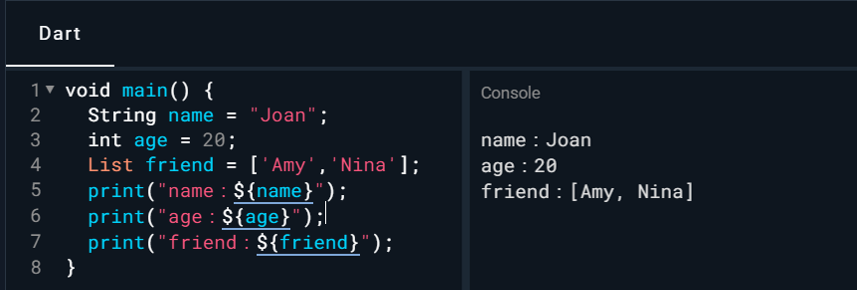 Dart
1 void main() {
2 String name = "Joan";
3 int age = 20;
4 List friend = ['Amy','Nina'];
5 print("name：${name}");
6 print("age：${age}");
7 print("friend：${friend}");
8 }
Console
name：Joan
age：20
friend：[Amy, Nina]